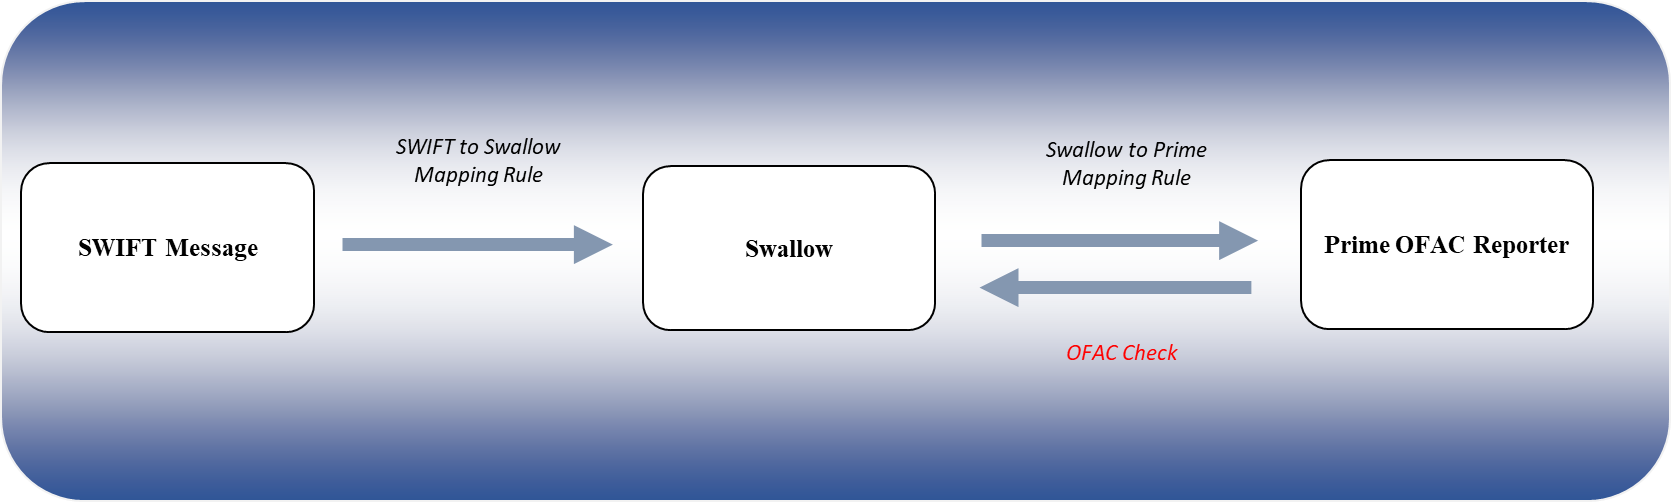 SWIFT to Swallow
Mapping Rule
Swallow to Prime
Mapping Rule
SWIFT Message
Swallow
Prime OFAC Reporter
OFAC Check